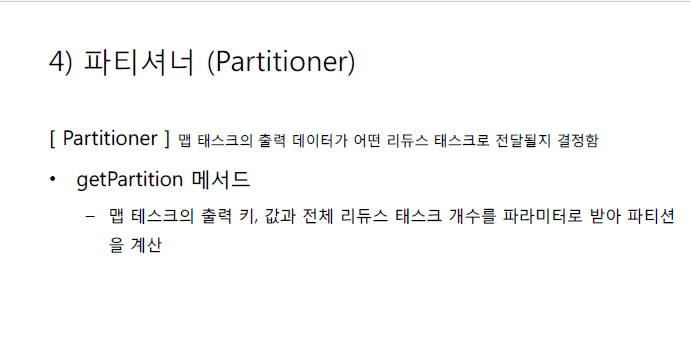 4) 파티셔너 (Partitioner)
[ Partitioner ] 맵 태스크의 출력 데이터가 어떤 리듀스 태스크로 전달될지 결정함
• getPartition 메서드
– 맵 테스크의 출력 키, 값과 전체 리듀스 태스크 개수를 파라미터로 받아 파티션
을 계산